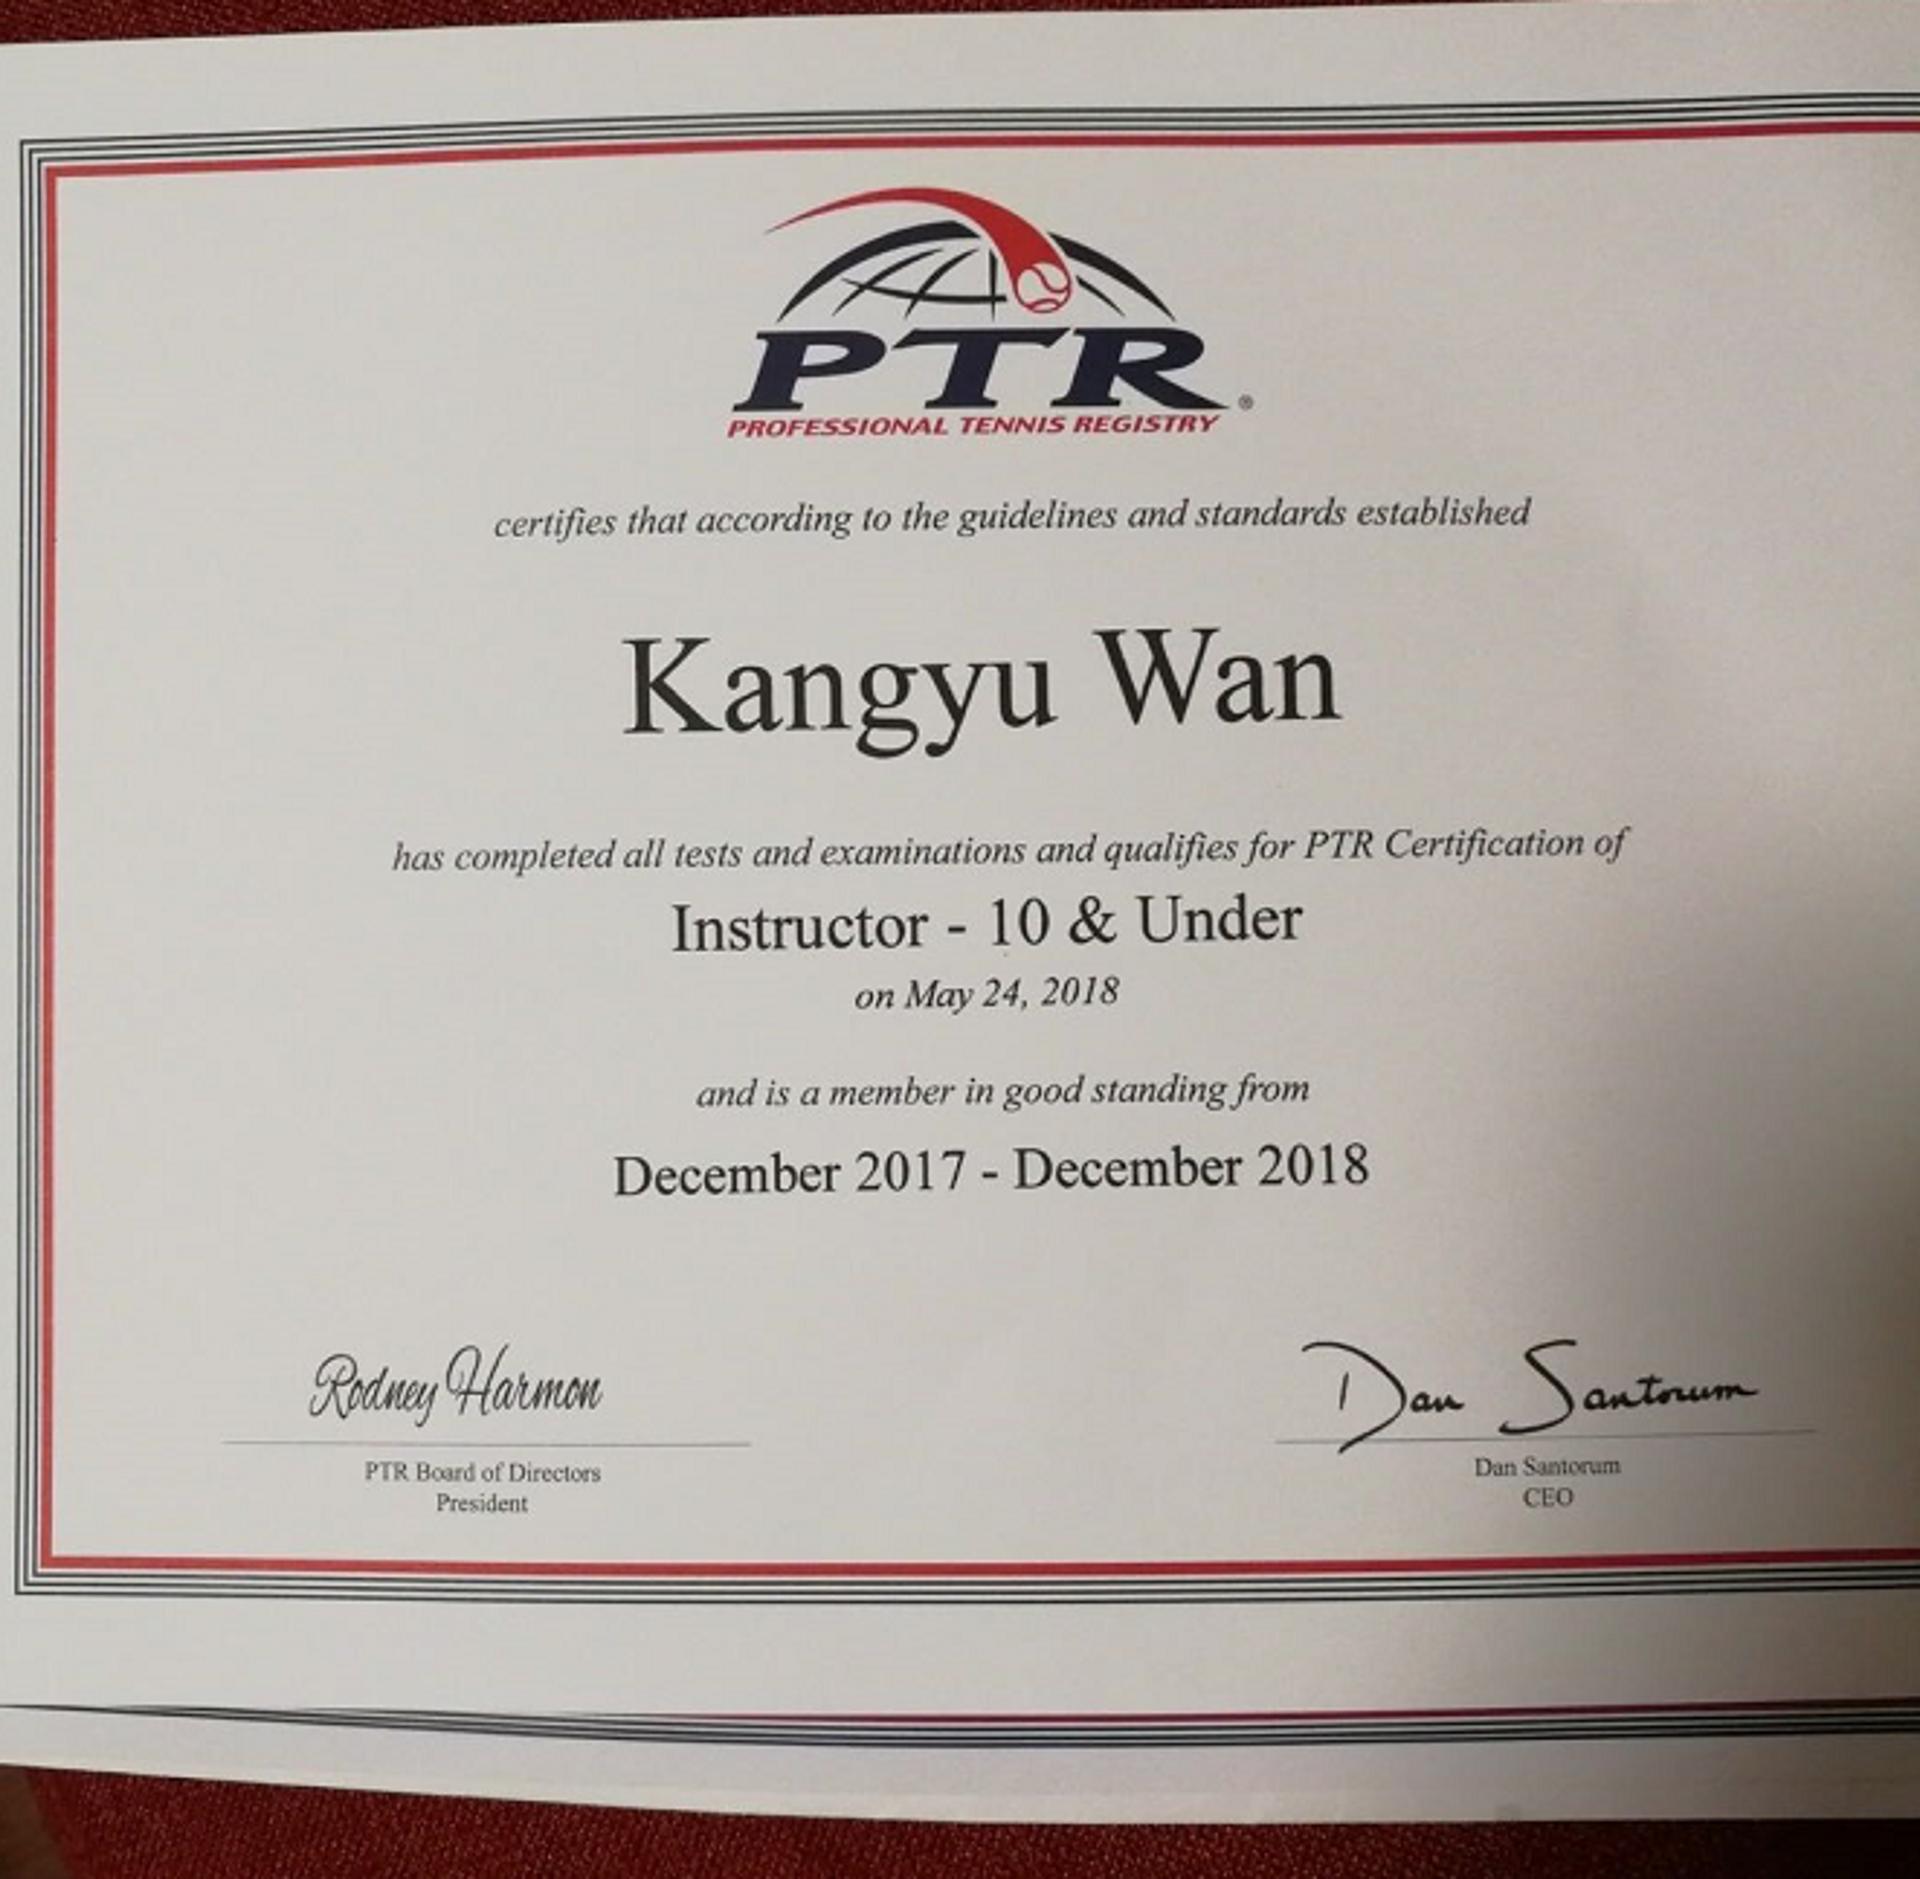 PTR®
PROFESSIONAL TENNIS REGISTRY
certifies that according to the guidelines and standards established
Kangyu Wan
has completed all tests and examinations and qualifies for PTR Certification of
Instructor - 10 & Under
on May 24, 2018
and is a member in good standing from
December 2017 - December 2018
Rodney Harmon
PTR Board of Directors
President
Dan Santorum
Dan Santorum
CEO